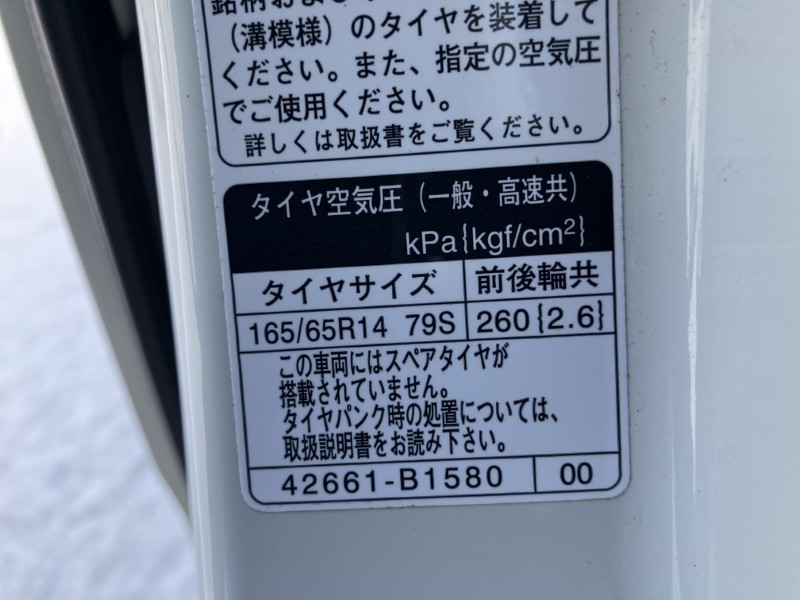 銘柄および
（溝模様）のタイヤを装着して
ください。また、指定の空気圧
でご使用ください。
詳しくは取扱書をご覧ください。
タイヤ空気圧（一般・高速共）
kPa{kgf/cm²}
タイヤサイズ 前後輪共
165/65R14 79S 260{2.6}
この車両にはスペアタイヤが
搭載されていません。
タイヤパンク時の処置については、
取扱説明書をお読み下さい。
42661-B1580 00